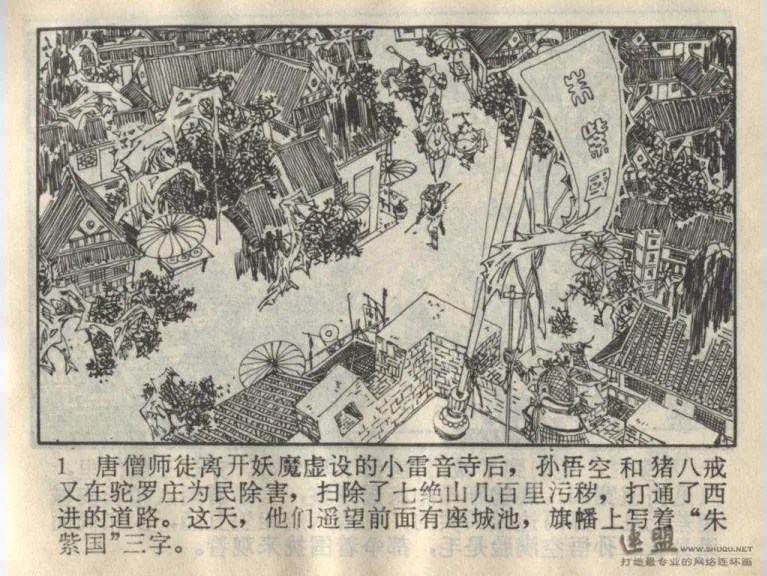 朱紫國
1. 唐僧师徒离开妖魔虚设的小雷音寺后，孙悟空和猪八戒
又在驼罗庄为民除害，扫除了七绝山几百里污秽，打通了西
进的道路。这天，他们遥望前面有座城池，旗幡上写着“朱
紫国”三字。
连盟 WWW.SHUQU.NET
打造最专业的网络连环画